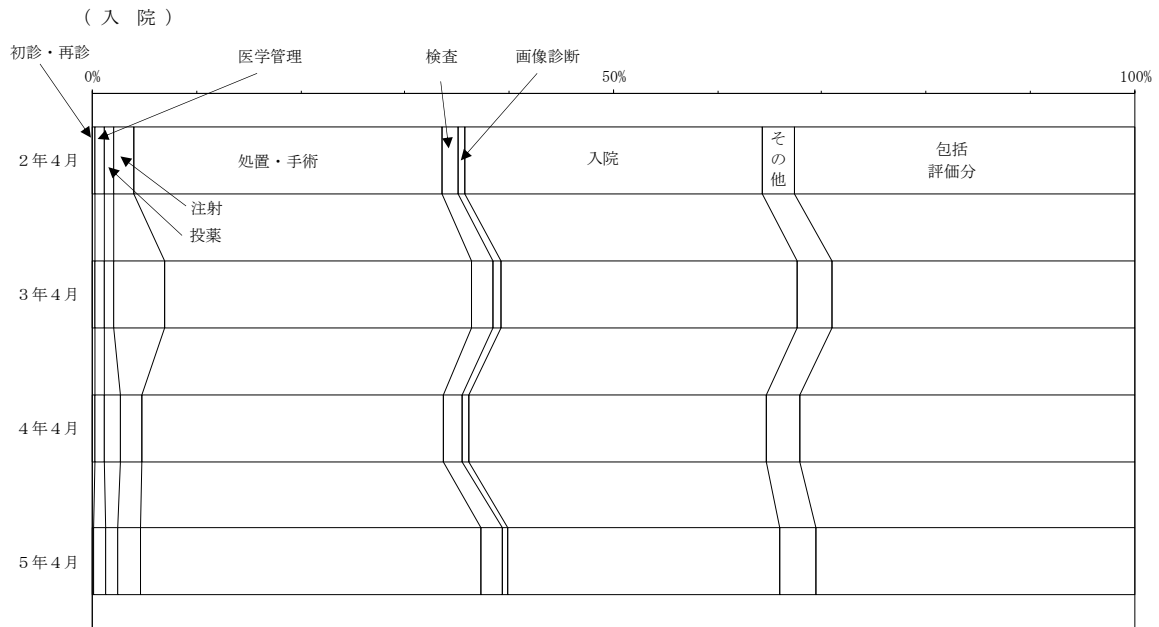 （入 院）
初診・再診
医学管理
検査
画像診断
0%
50%
100%
2年4月
処置・手術
入院
その他
包括
評価分
注射
投薬
3年4月
4年4月
5年4月